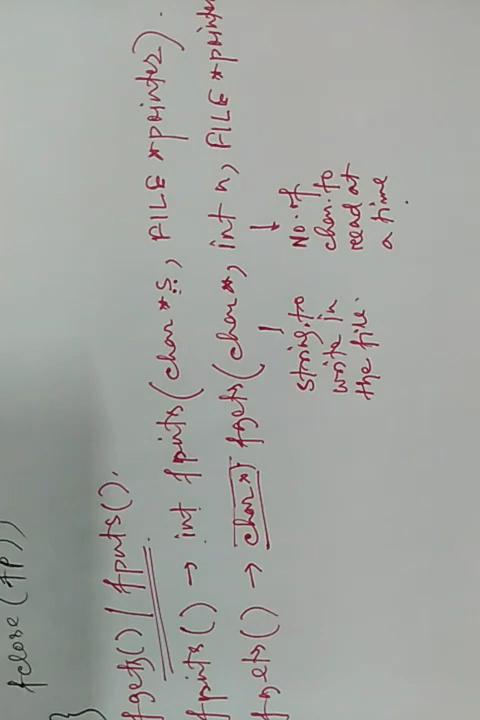 fclose(fp))
}
fgets() | fputs().
fputs() → int fputs(char *s, FILE *pointer).
fgets() → char * fgets(char *, int n, FILE *pointer
string to
write in
the file.
No. of
char. to
read at
a time.